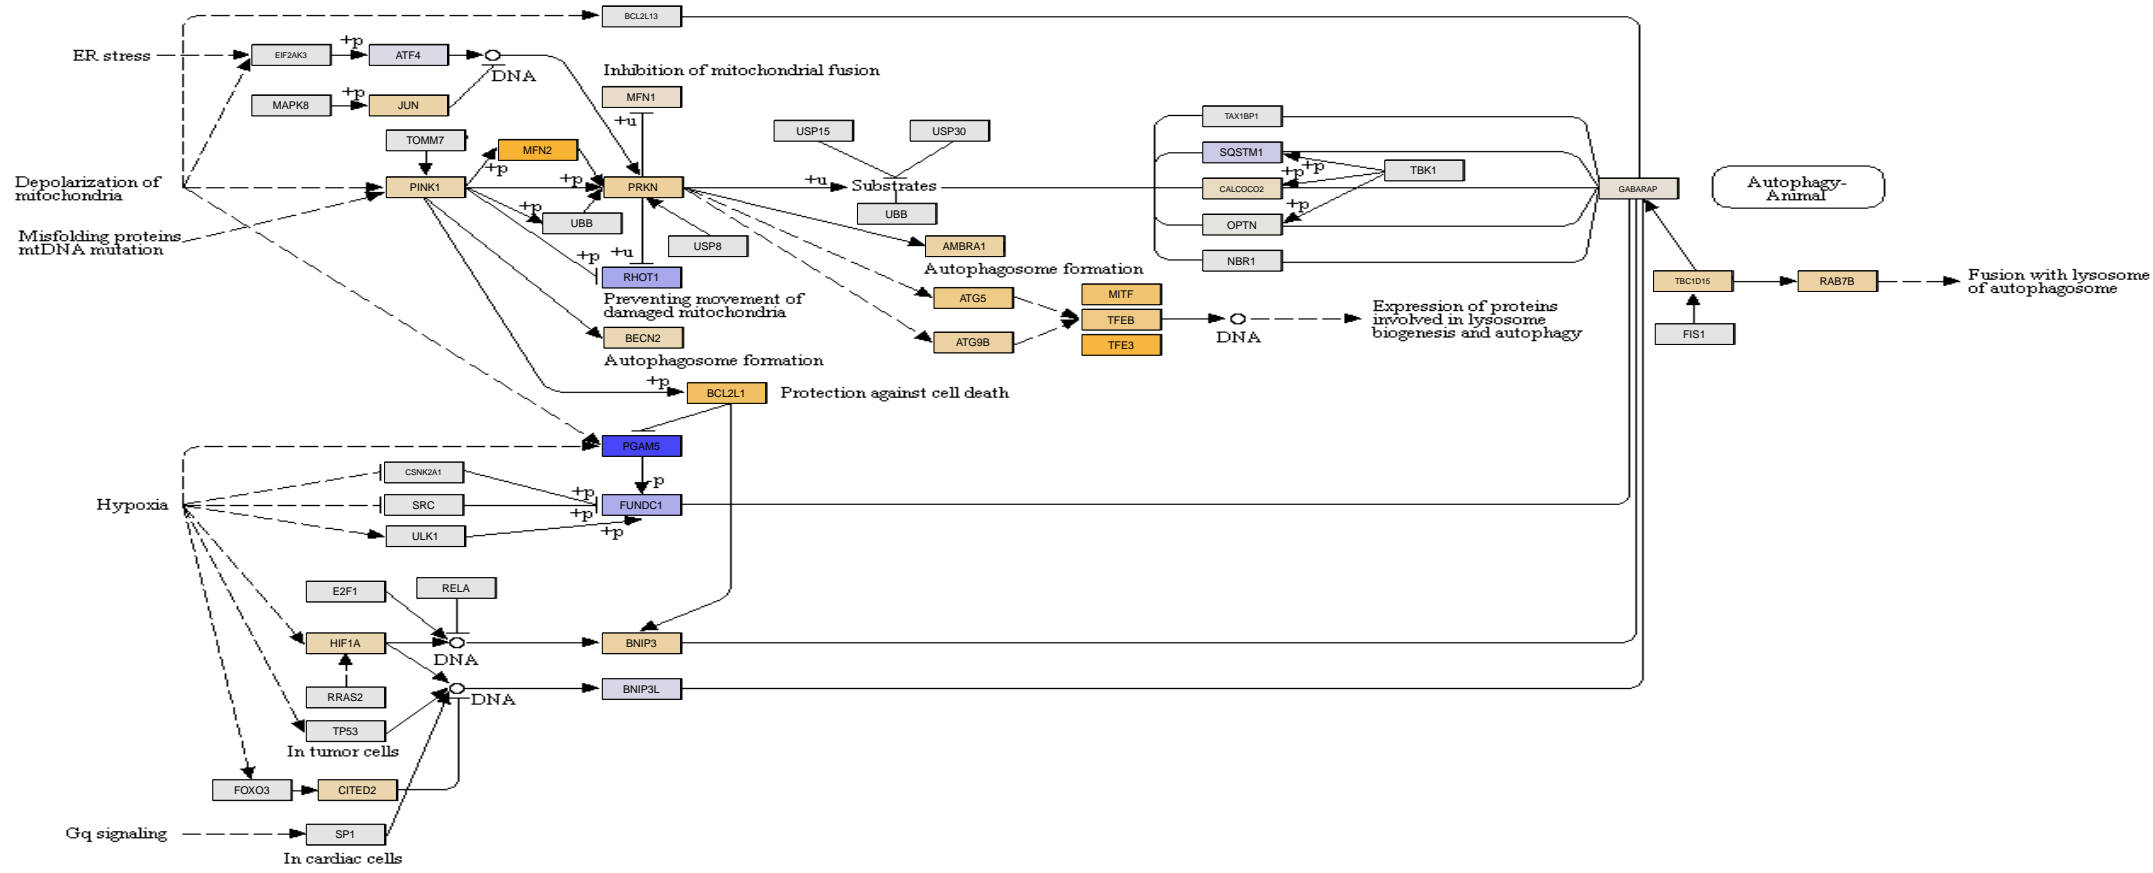 BCL2L13
ER stress
EIF2AK3
+p
ATF4
DNA
Inhibition of mitochondrial fusion
MAPK8
+p
JUN
MFN1
+u
TOMM7
MFN2
+p
USP15
USP30
TAX1BP1
SQSTM1
+p
+p
TBK1
Depolarization of
mitochondria
PINK1
+p
PRKN
+u
Substrates
CALCOCO2
GABARAP
Autophagy-
Animal
+p
UBB
UBB
+p
OPTN
Misfolding proteins
mtDNA mutation
USP8
AMBRA1
Autophagosome formation
NBR1
+p
+u
RHOT1
Preventing movement of
damaged mitochondria
TBC1D15
RAB7B
Fusion with lysosome
of autophagosome
ATG5
MITF
TFEB
TFE3
DNA
Expression of proteins
involved in lysosome
biogenesis and autophagy
FIS1
BECN2
Autophagosome formation
ATG9B
+p
BCL2L1
Protection against cell death
PGAM5
-p
CSNK2A1
+p
Hypoxia
SRC
+p
FUNDC1
ULK1
+p
E2F1
RELA
HIF1A
DNA
BNIP3
RRAS2
DNA
BNIP3L
TP53
In tumor cells
FOXO3
CITED2
Gq signaling
SP1
In cardiac cells